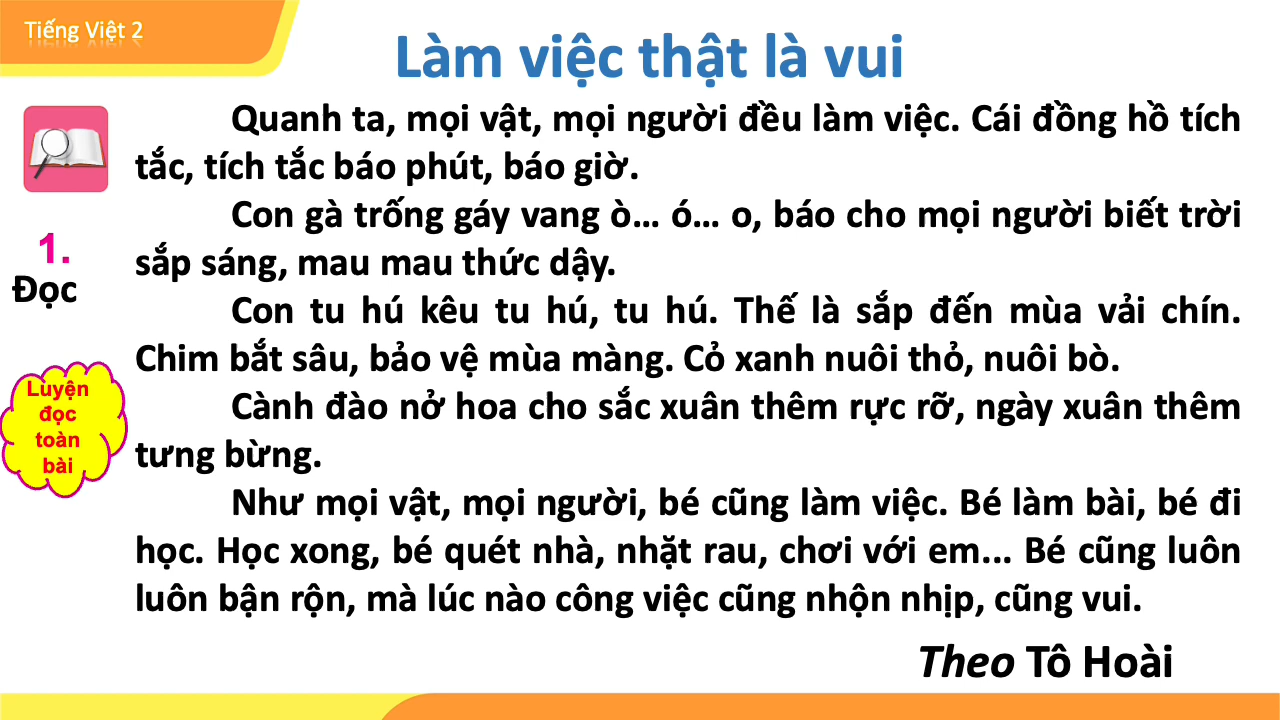 Tiếng Việt 2
Làm việc thật là vui
Quanh ta, mọi vật, mọi người đều làm việc. Cái đồng hồ tích
tắc, tích tắc báo phút, báo giờ.
Con gà trống gáy vang ò... ó... o, báo cho mọi người biết trời
sắp sáng, mau mau thức dậy.
Con tu hú kêu tu hú, tu hú. Thế là sắp đến mùa vải chín.
Chim bắt sâu, bảo vệ mùa màng. Cỏ xanh nuôi thỏ, nuôi bò.
Cành đào nở hoa cho sắc xuân thêm rực rỡ, ngày xuân thêm
tưng bừng.
Như mọi vật, mọi người, bé cũng làm việc. Bé làm bài, bé đi
học. Học xong, bé quét nhà, nhặt rau, chơi với em... Bé cũng luôn
luôn bận rộn, mà lúc nào công việc cũng nhộn nhịp, cũng vui.
Theo Tô Hoài
1.
Đọc
Luyện
đọc
toàn
bài